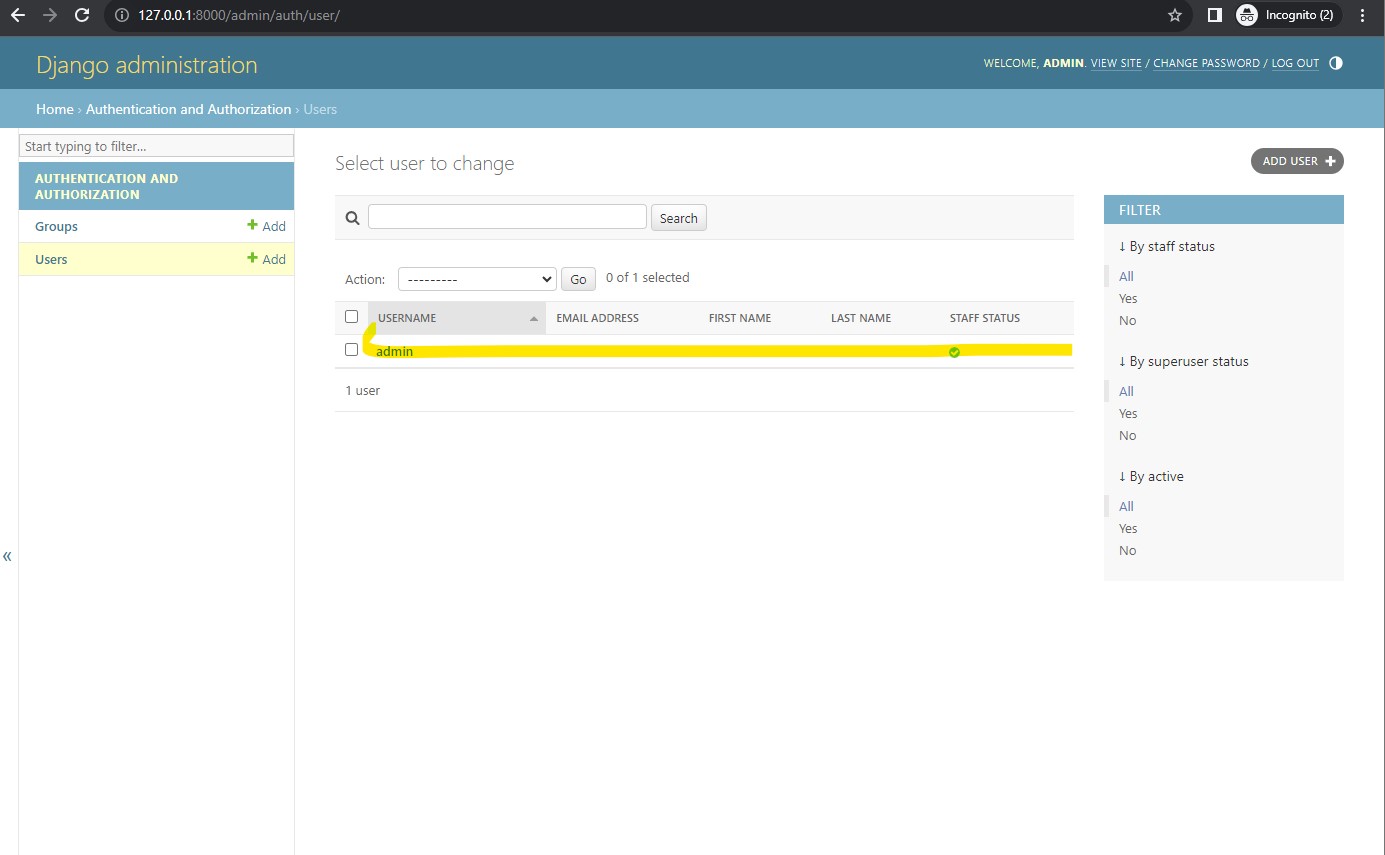 127.0.0.1:8000/admin/auth/user/
Incognito (2)
Django administration
WELCOME, ADMIN. VIEW SITE / CHANGE PASSWORD / LOG OUT
Home › Authentication and Authorization › Users
Start typing to filter...
AUTHENTICATION AND
AUTHORIZATION
Groups
+ Add
Users
+ Add
Select user to change
ADD USER +
Search
Action:
---------
Go
0 of 1 selected
USERNAME
EMAIL ADDRESS
FIRST NAME
LAST NAME
STAFF STATUS
admin
1 user
FILTER
↓ By staff status
All
Yes
No
↓ By superuser status
All
Yes
No
↓ By active
All
Yes
No
«